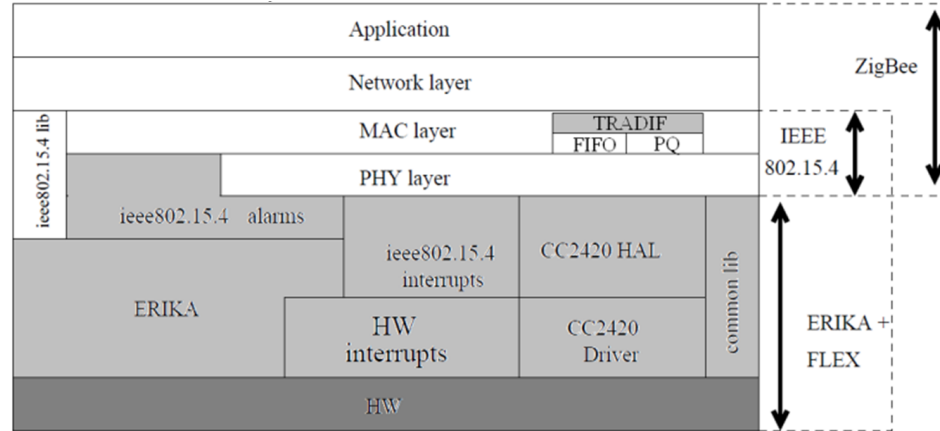 Application
ZigBee
Network layer
ieee802.15.4 lib
MAC layer
TRADIF
FIFO
PQ
IEEE
802.15.4
PHY layer
ieee802.15.4 alarms
ieee802.15.4
interrupts
CC2420 HAL
common lib
ERIKA
HW
interrupts
CC2420
Driver
ERIKA +
FLEX
HW